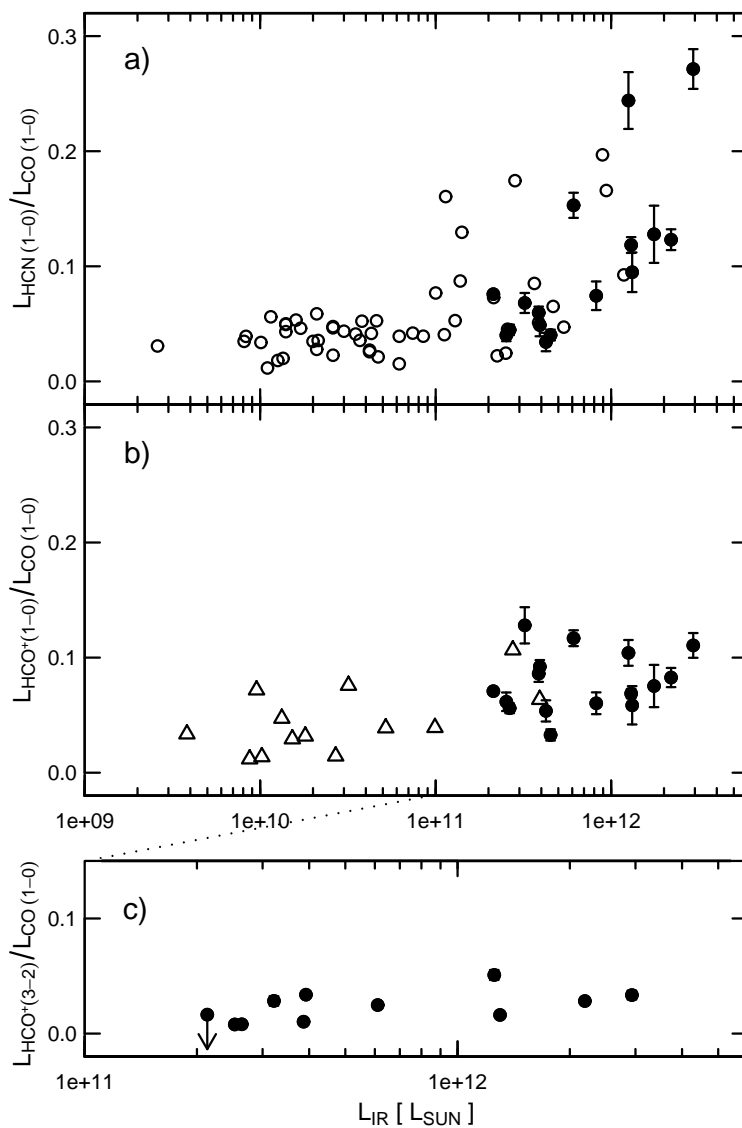 a)
0.3
0.2
0.1
0.0
L_HCN (1−0)/L_CO (1−0)
b)
0.3
0.2
0.1
0.0
L_HCO+(1−0)/L_CO (1−0)
1e+09 1e+10 1e+11 1e+12
c)
0.1
0.0
L_HCO+(3−2)/L_CO (1−0)
1e+11 1e+12
L_IR [ L_SUN ]